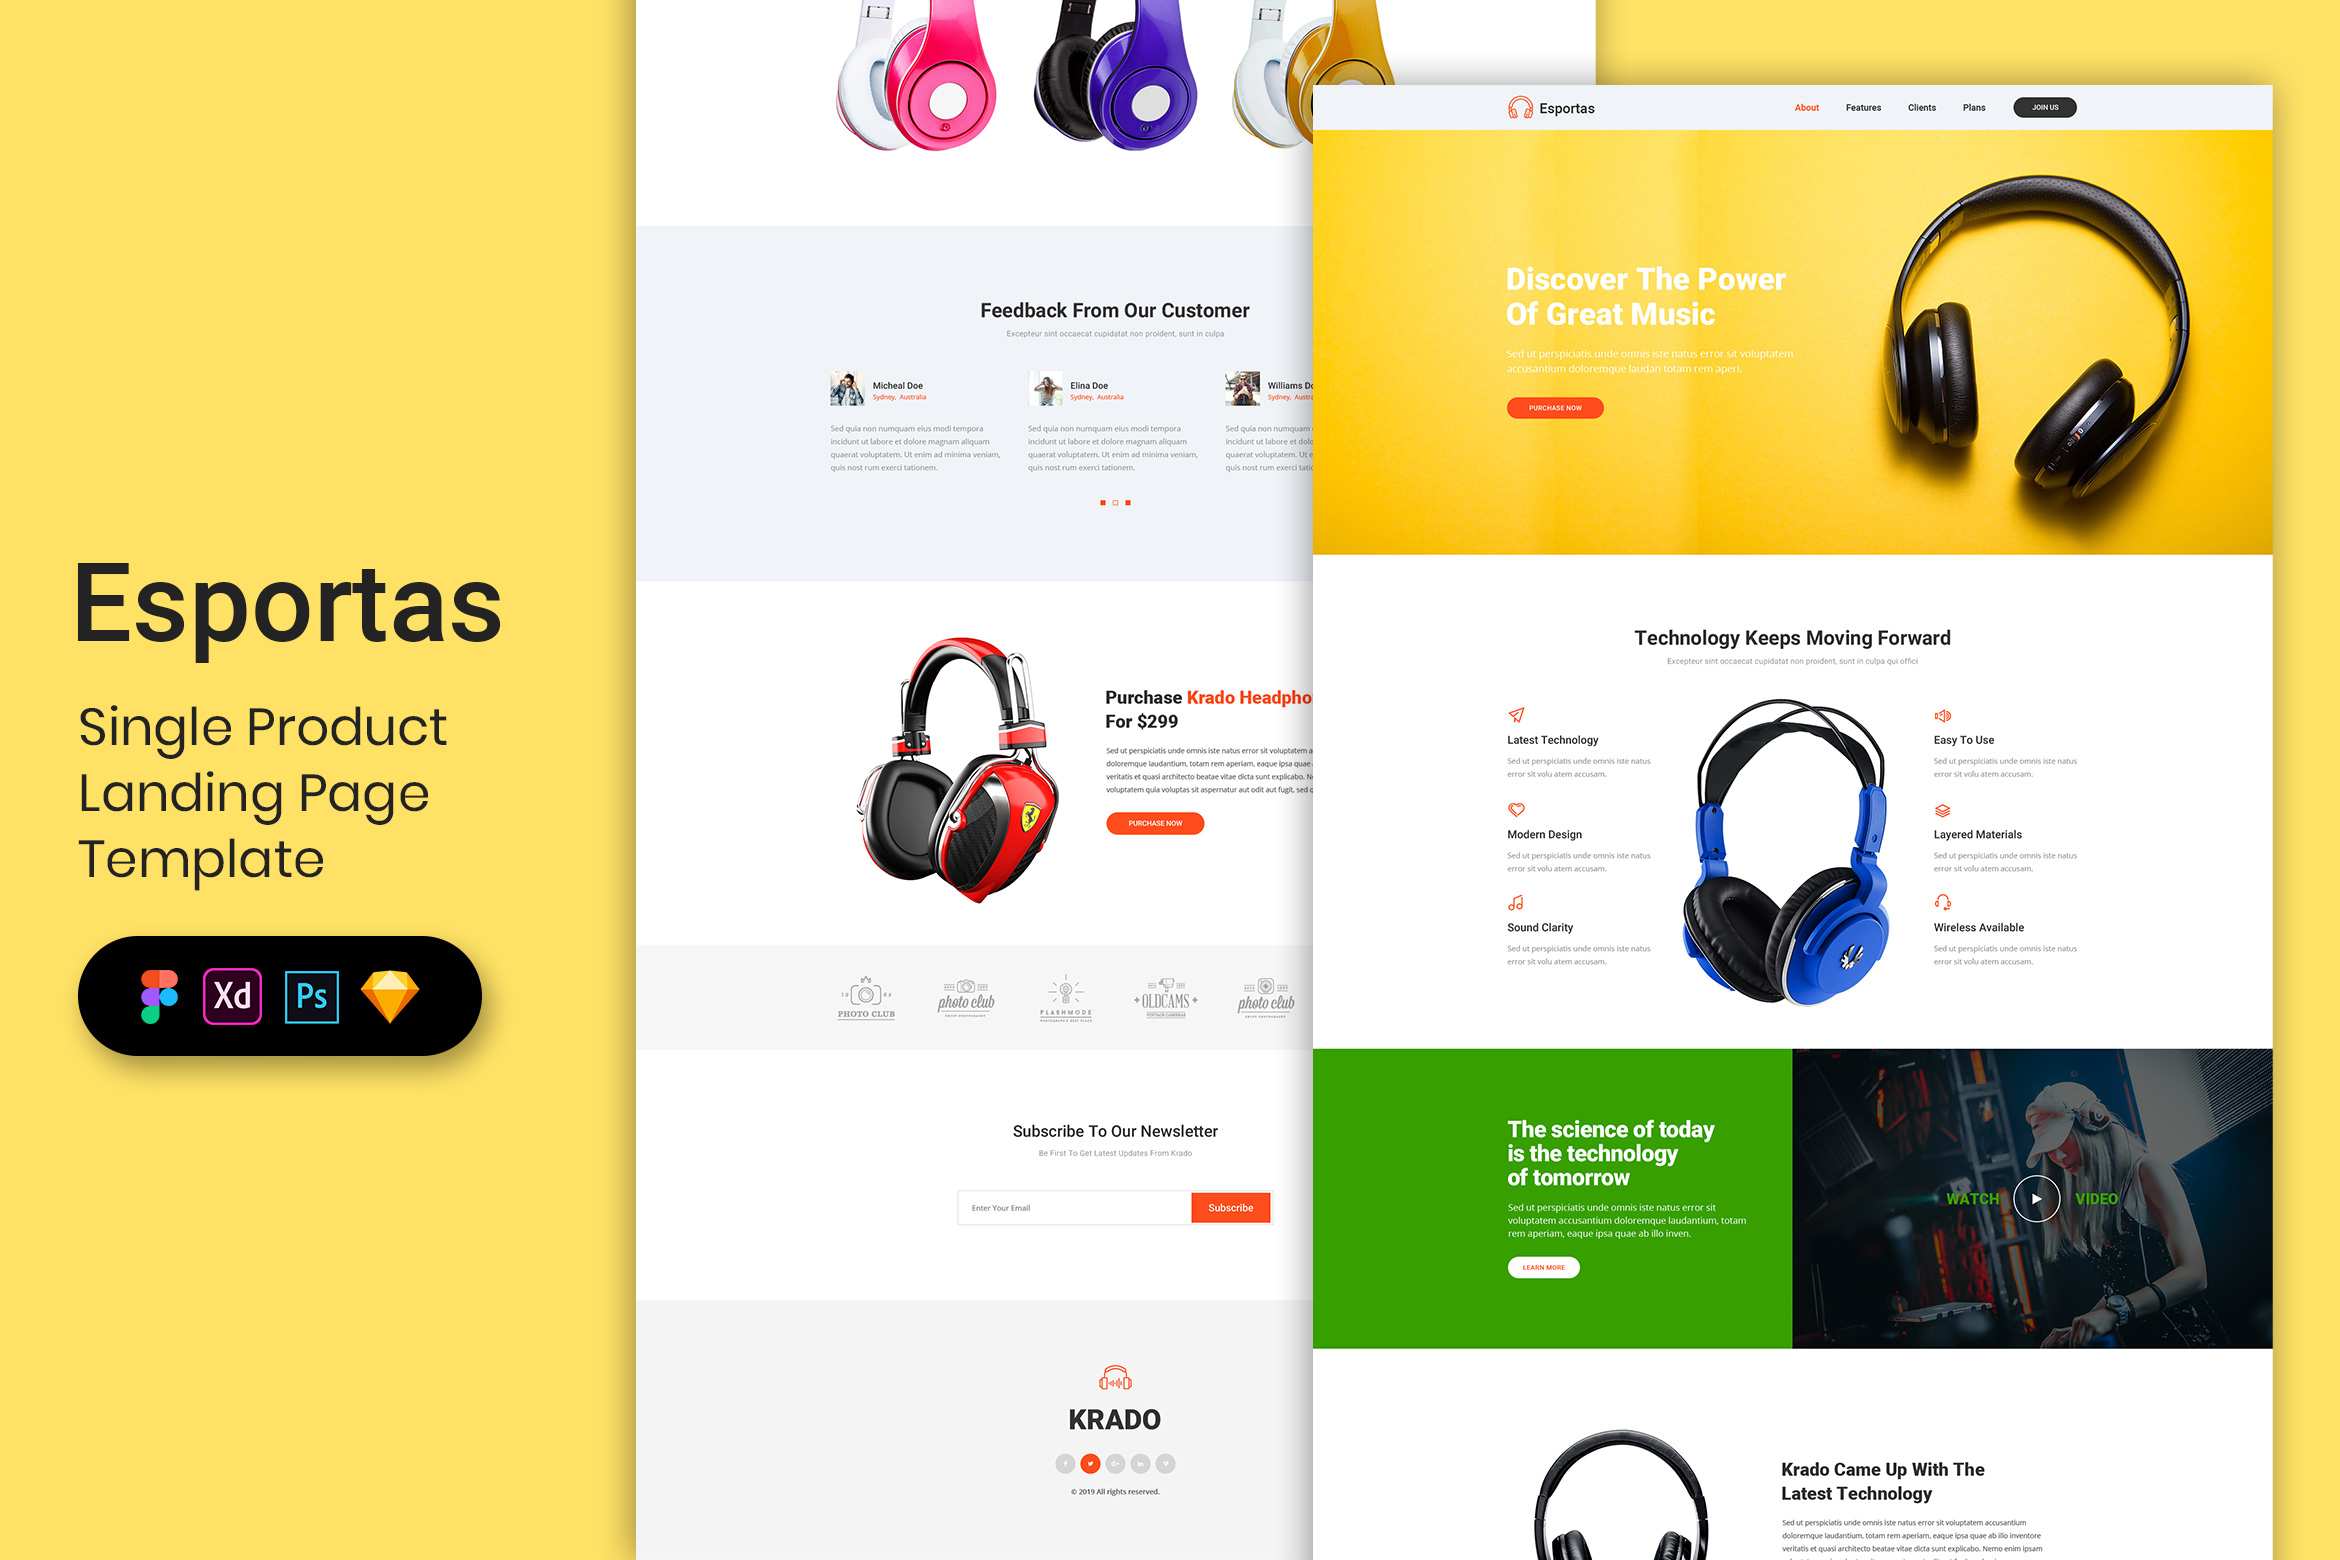 Esportas
Single Product
Landing Page
Template
Xd
Ps
Feedback From Our Customer
Excepteur sint occaecat cupidatat non proident, sunt in culpa
Micheal Doe
Sydney, Australia
Sed quia non numquam eius modi tempora
incidunt ut labore et dolore magnam aliquam
quaerat voluptatem. Ut enim ad minima veniam,
quis nost rum exerci tationem.
Elina Doe
Sydney, Australia
Sed quia non numquam eius modi tempora
incidunt ut labore et dolore magnam aliquam
quaerat voluptatem. Ut enim ad minima veniam,
quis nost rum exerci tationem.
Williams
Sydney,
Sed quia non numquam
incidunt ut labore et
quaerat voluptatem. Ut
quis nost rum exerci
Purchase Krado
For $299
Sed ut perspiciatis unde omnis iste natus error sit voluptatem
doloremque laudantium, totam rem aperiam, eaque ipsa quae
veritatis et quasi architecto beatae vitae dicta sunt explicabo.
voluptatem quia voluptas sit aspernatur aut odit aut fugit, sed
PURCHASE NOW
PHOTO CLUB
photo club
FLASHMODE
OLDCAMS
VINTAGE CAMERAS
photo club
Subscribe To Our Newsletter
Be First To Get Latest Updates From Krado
Enter Your Email
Subscribe
KRADO
© 2019 All rights reserved.
Esportas
About
Features
Clients
Plans
JOIN US
Discover The Power
Of Great Music
Sed ut perspiciatis unde omnis iste natus error sit voluptatem
accusantium doloremque laudan totam rem aperi.
PURCHASE NOW
Technology Keeps Moving Forward
Excepteur sint occaecat cupidatat non proident, sunt in culpa qui offici
Latest Technology
Sed ut perspiciatis unde omnis iste natus
error sit volu atem accusam.
Modern Design
Sed ut perspiciatis unde omnis iste natus
error sit volu atem accusam.
Sound Clarity
Sed ut perspiciatis unde omnis iste natus
error sit volu atem accusam.
Easy To Use
Sed ut perspiciatis unde omnis iste natus
error sit volu atem accusam.
Layered Materials
Sed ut perspiciatis unde omnis iste natus
error sit volu atem accusam.
Wireless Available
Sed ut perspiciatis unde omnis iste natus
error sit volu atem accusam.
The science of today
is the technology
of tomorrow
Sed ut perspiciatis unde omnis iste natus error sit
voluptatem accusantium doloremque laudantium, totam
rem aperiam, eaque ipsa quae ab illo inven.
LEARN MORE
WATCH
VIDEO
Krado Came Up With The
Latest Technology
Sed ut perspiciatis unde omnis iste natus error sit voluptatem accusantium
doloremque laudantium, totam rem aperiam, eaque ipsa quae ab illo inventore
veritatis et quasi architecto beatae vitae dicta sunt explicabo. Nemo enim ipsam